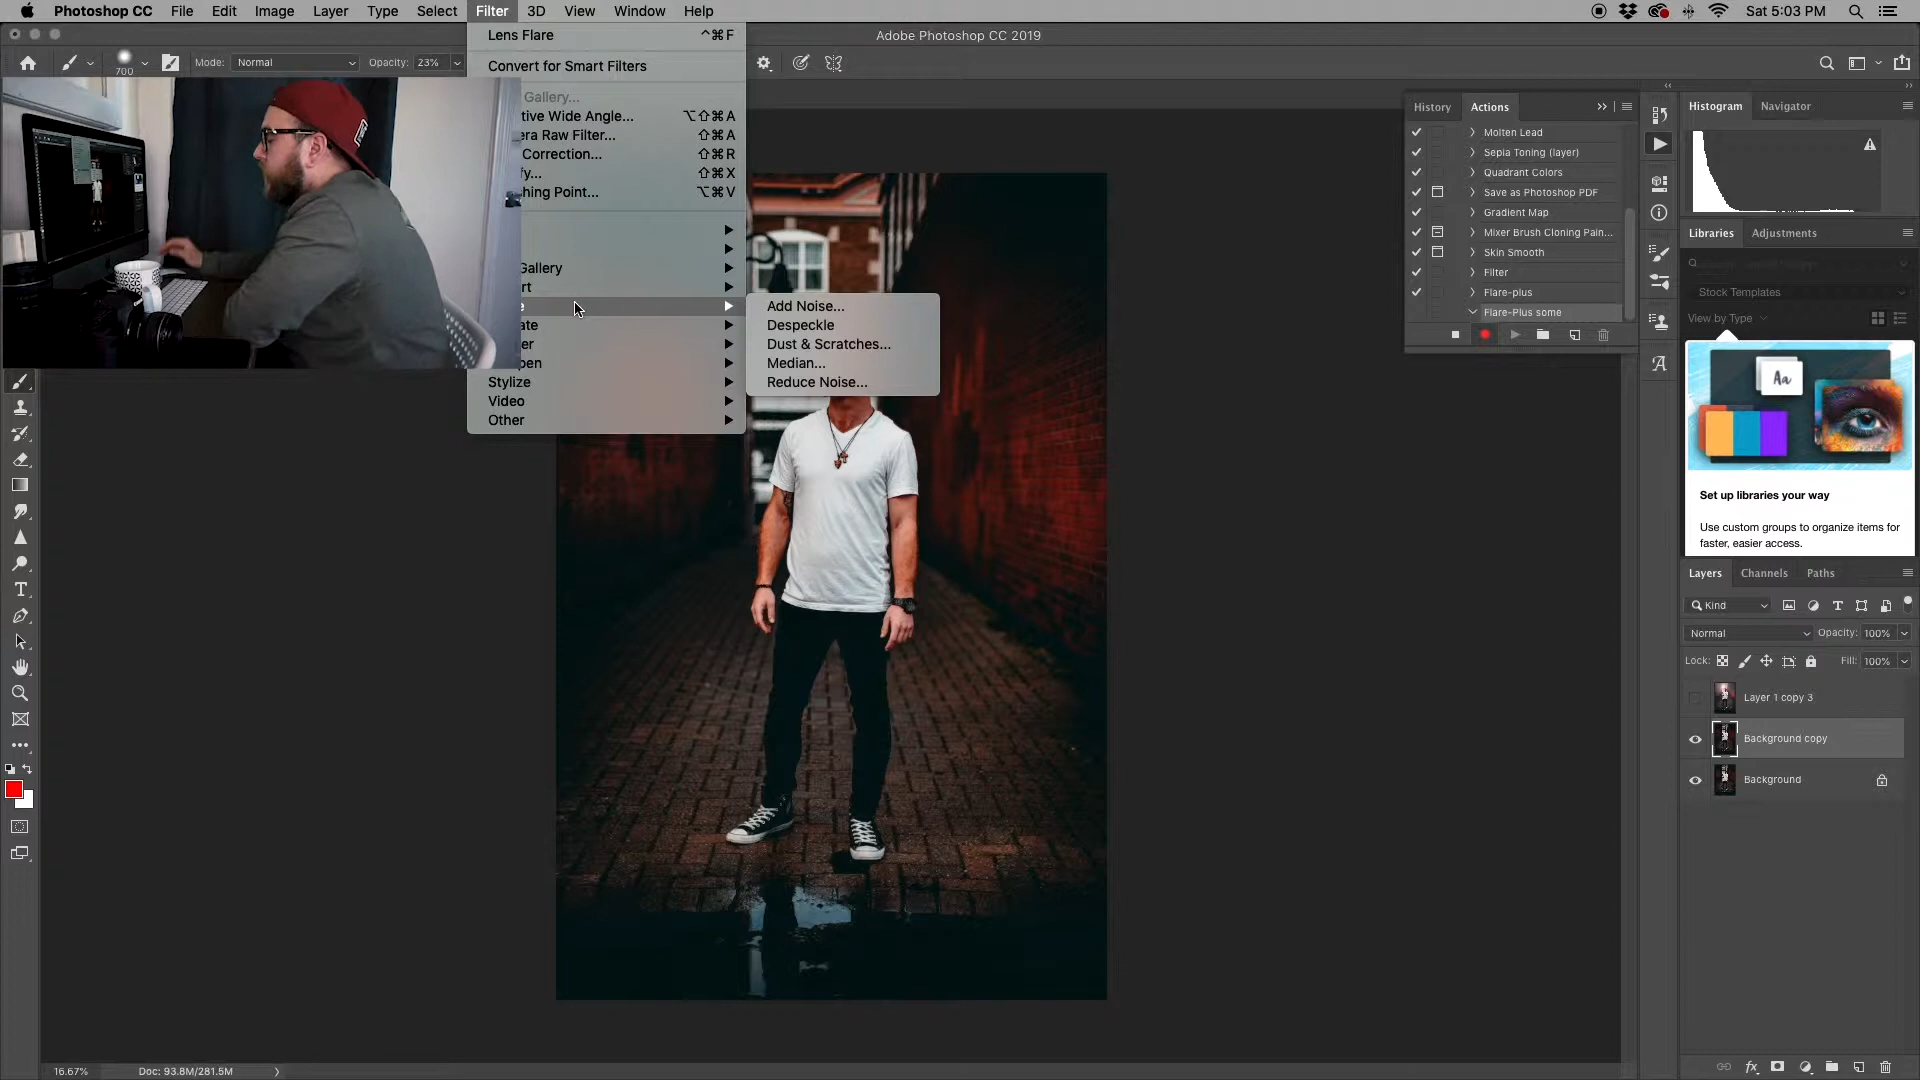 Photoshop CC File Edit Image Layer Type Select Filter 3D View Window Help Sat 5:03 PM
Adobe Photoshop CC 2019
700 Mode: Normal Opacity: 23%
Lens Flare ^⌘F
Convert for Smart Filters
Gallery...
tive Wide Angle... ⌥⇧⌘A
era Raw Filter... ⇧⌘A
Correction... ⇧⌘R
fy... ⇧⌘X
hing Point... ⌥⌘V
Gallery
rt
e
ate
er
pen
Stylize
Video
Other
Add Noise...
Despeckle
Dust & Scratches...
Median...
Reduce Noise...
History Actions
Molten Lead
Sepia Toning (layer)
Quadrant Colors
Save as Photoshop PDF
Gradient Map
Mixer Brush Cloning Pain...
Skin Smooth
Filter
Flare-plus
Flare-Plus some
Histogram Navigator
Libraries Adjustments
Stock Templates
View by Type
Aa
Set up libraries your way
Use custom groups to organize items for
faster, easier access.
Layers Channels Paths
Kind
Normal Opacity: 100%
Lock: Fill: 100%
Layer 1 copy 3
Background copy
Background
16.67% Doc: 93.8M/281.5M